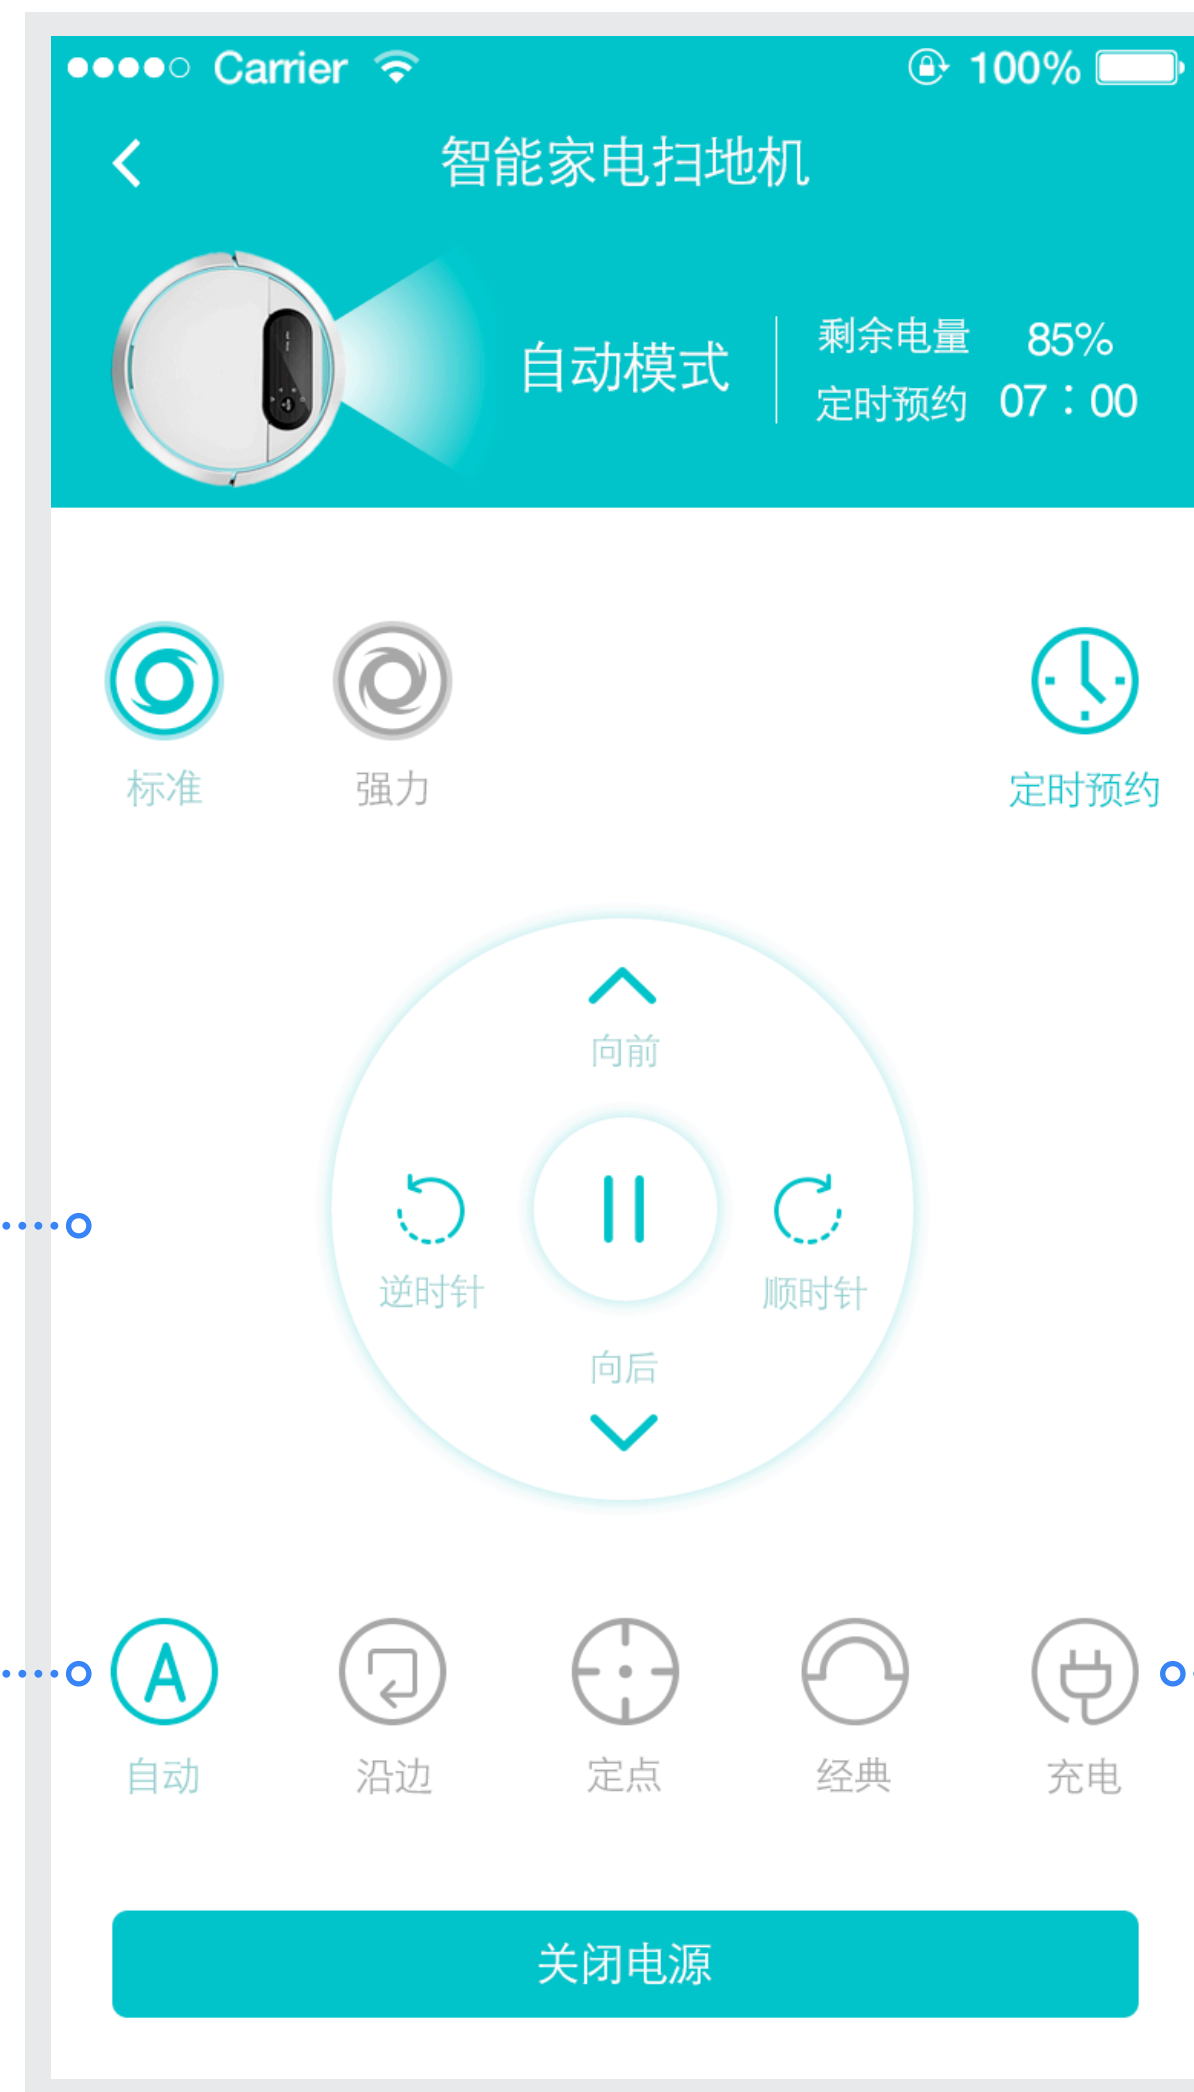 Carrier 100%
智能家电扫地机
自动模式
剩余电量 85%
定时预约 07：00
标准 强力 定时预约
向前
逆时针 顺时针
向后
A
自动 沿边 定点 经典 充电
关闭电源